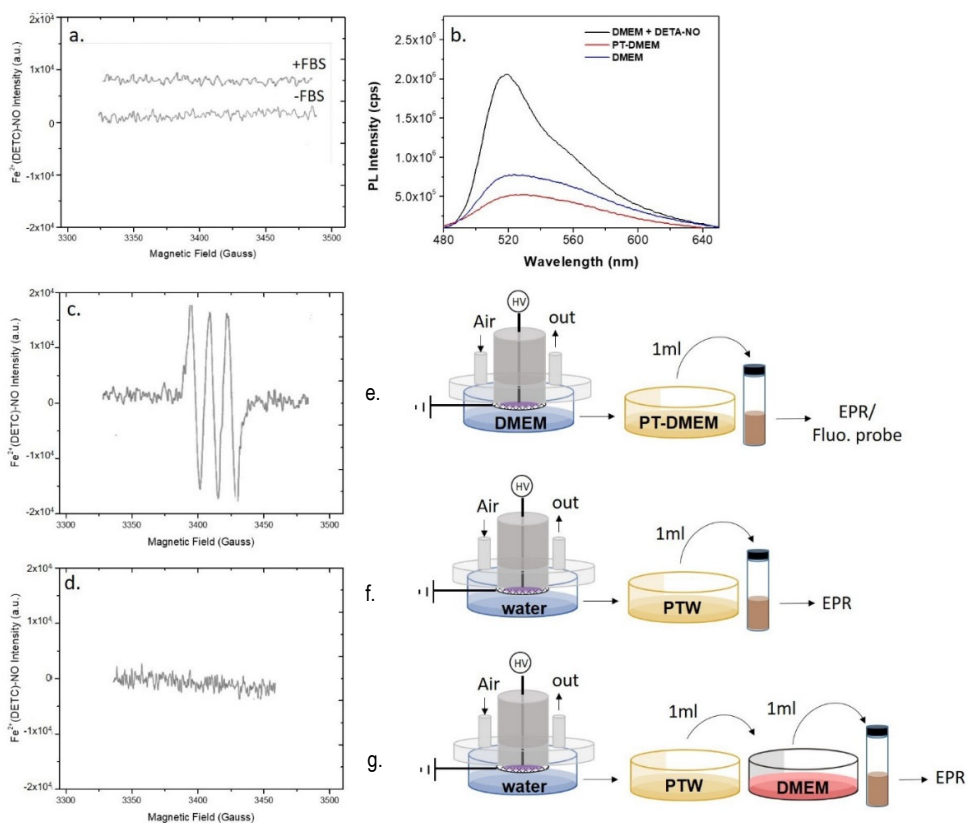 a.
2x10⁴
1x10⁴
0
-1x10⁴
-2x10⁴
Fe²⁺(DETC)-NO Intensity (a.u.)
+FBS
-FBS
3300
3350
3400
3450
3500
Magnetic Field (Gauss)
b.
DMEM + DETA-NO
PT-DMEM
DMEM
2.5x10⁶
2.0x10⁶
1.5x10⁶
1.0x10⁶
5.0x10⁵
PL Intensity (cps)
480
520
560
600
640
Wavelength (nm)
c.
2x10⁴
1x10⁴
0
-1x10⁴
-2x10⁴
Fe²⁺(DETC)-NO Intensity (a.u.)
3300
3350
3400
3450
3500
Magnetic Field (Gauss)
d.
2x10⁴
1x10⁴
0
-1x10⁴
-2x10⁴
Fe²⁺(DETC)-NO Intensity (a.u.)
3300
3350
3400
3450
3500
Magnetic Field (Gauss)
e.
HV
Air
out
DMEM
1ml
PT-DMEM
EPR/
Fluo. probe
f.
HV
Air
out
water
1ml
PTW
EPR
g.
HV
Air
out
water
1ml
1ml
PTW
DMEM
EPR